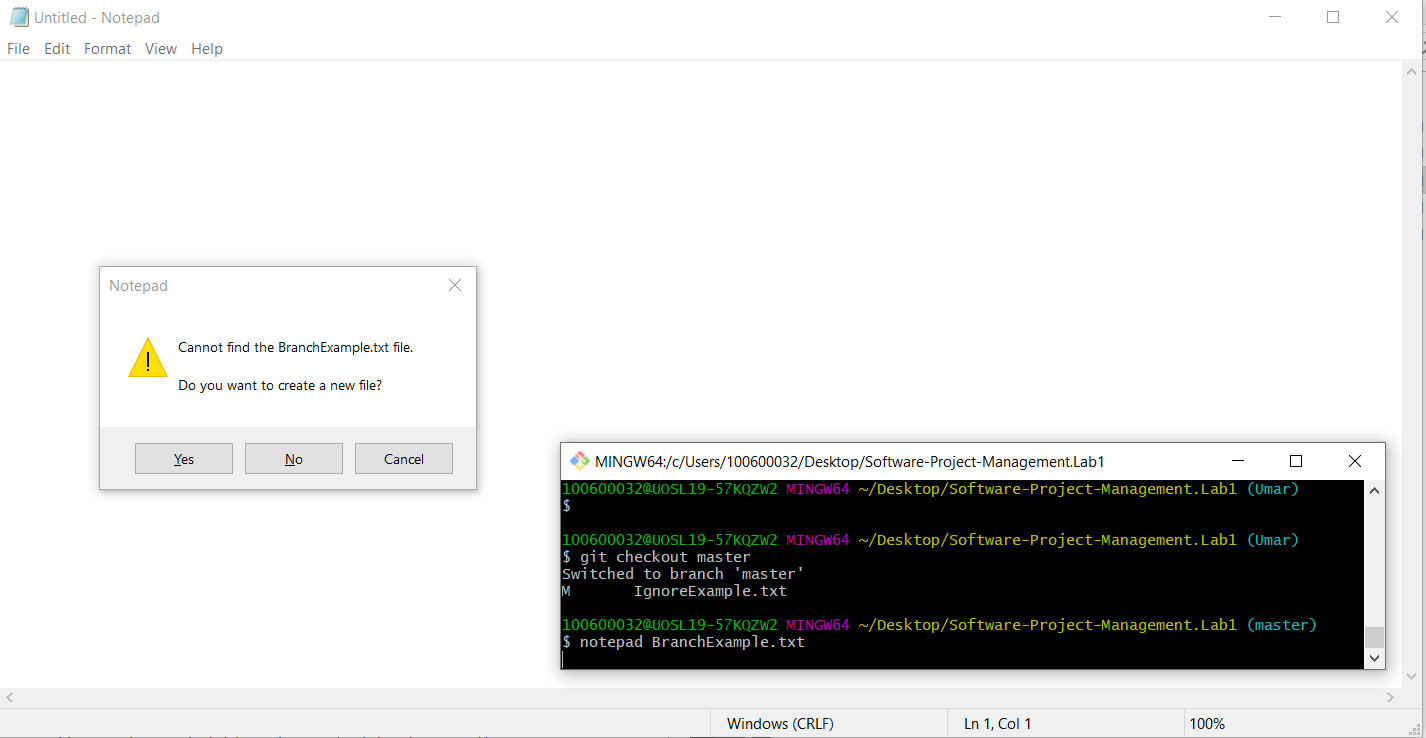 Untitled - Notepad
File Edit Format View Help
Notepad
Cannot find the BranchExample.txt file.
Do you want to create a new file?
Yes No Cancel
MINGW64:/c/Users/100600032/Desktop/Software-Project-Management.Lab1
100600032@UOSL19-57KQZW2 MINGW64 ~/Desktop/Software-Project-Management.Lab1 (Umar)
$
100600032@UOSL19-57KQZW2 MINGW64 ~/Desktop/Software-Project-Management.Lab1 (Umar)
$ git checkout master
Switched to branch 'master'
M IgnoreExample.txt
100600032@UOSL19-57KQZW2 MINGW64 ~/Desktop/Software-Project-Management.Lab1 (master)
$ notepad BranchExample.txt
Windows (CRLF) Ln 1, Col 1 100%